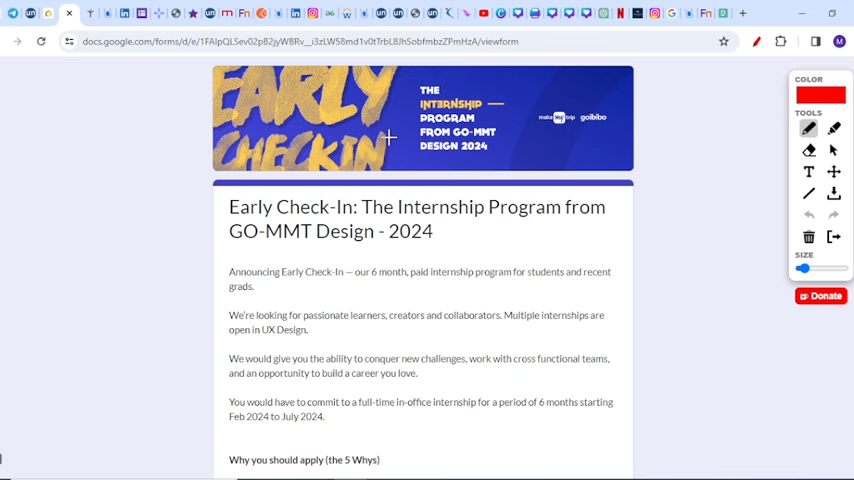 docs.google.com/forms/d/e/1FAIpQLSev02pB2jyWBRv__i3zLW58md1v0tTrbL8JhSobfmbzZPmHzA/viewform
M
EARLY
CHECKIN
THE
INTERNSHIP
PROGRAM
FROM GO-MMT
DESIGN 2024
make my trip
goibibo
COLOR
TOOLS
T
SIZE
Donate
Early Check-In: The Internship Program from
GO-MMT Design - 2024
Announcing Early Check-In — our 6 month, paid internship program for students and recent
grads.
We're looking for passionate learners, creators and collaborators. Multiple internships are
open in UX Design.
We would give you the ability to conquer new challenges, work with cross functional teams,
and an opportunity to build a career you love.
You would have to commit to a full-time in-office internship for a period of 6 months starting
Feb 2024 to July 2024.
Why you should apply (the 5 Whys)